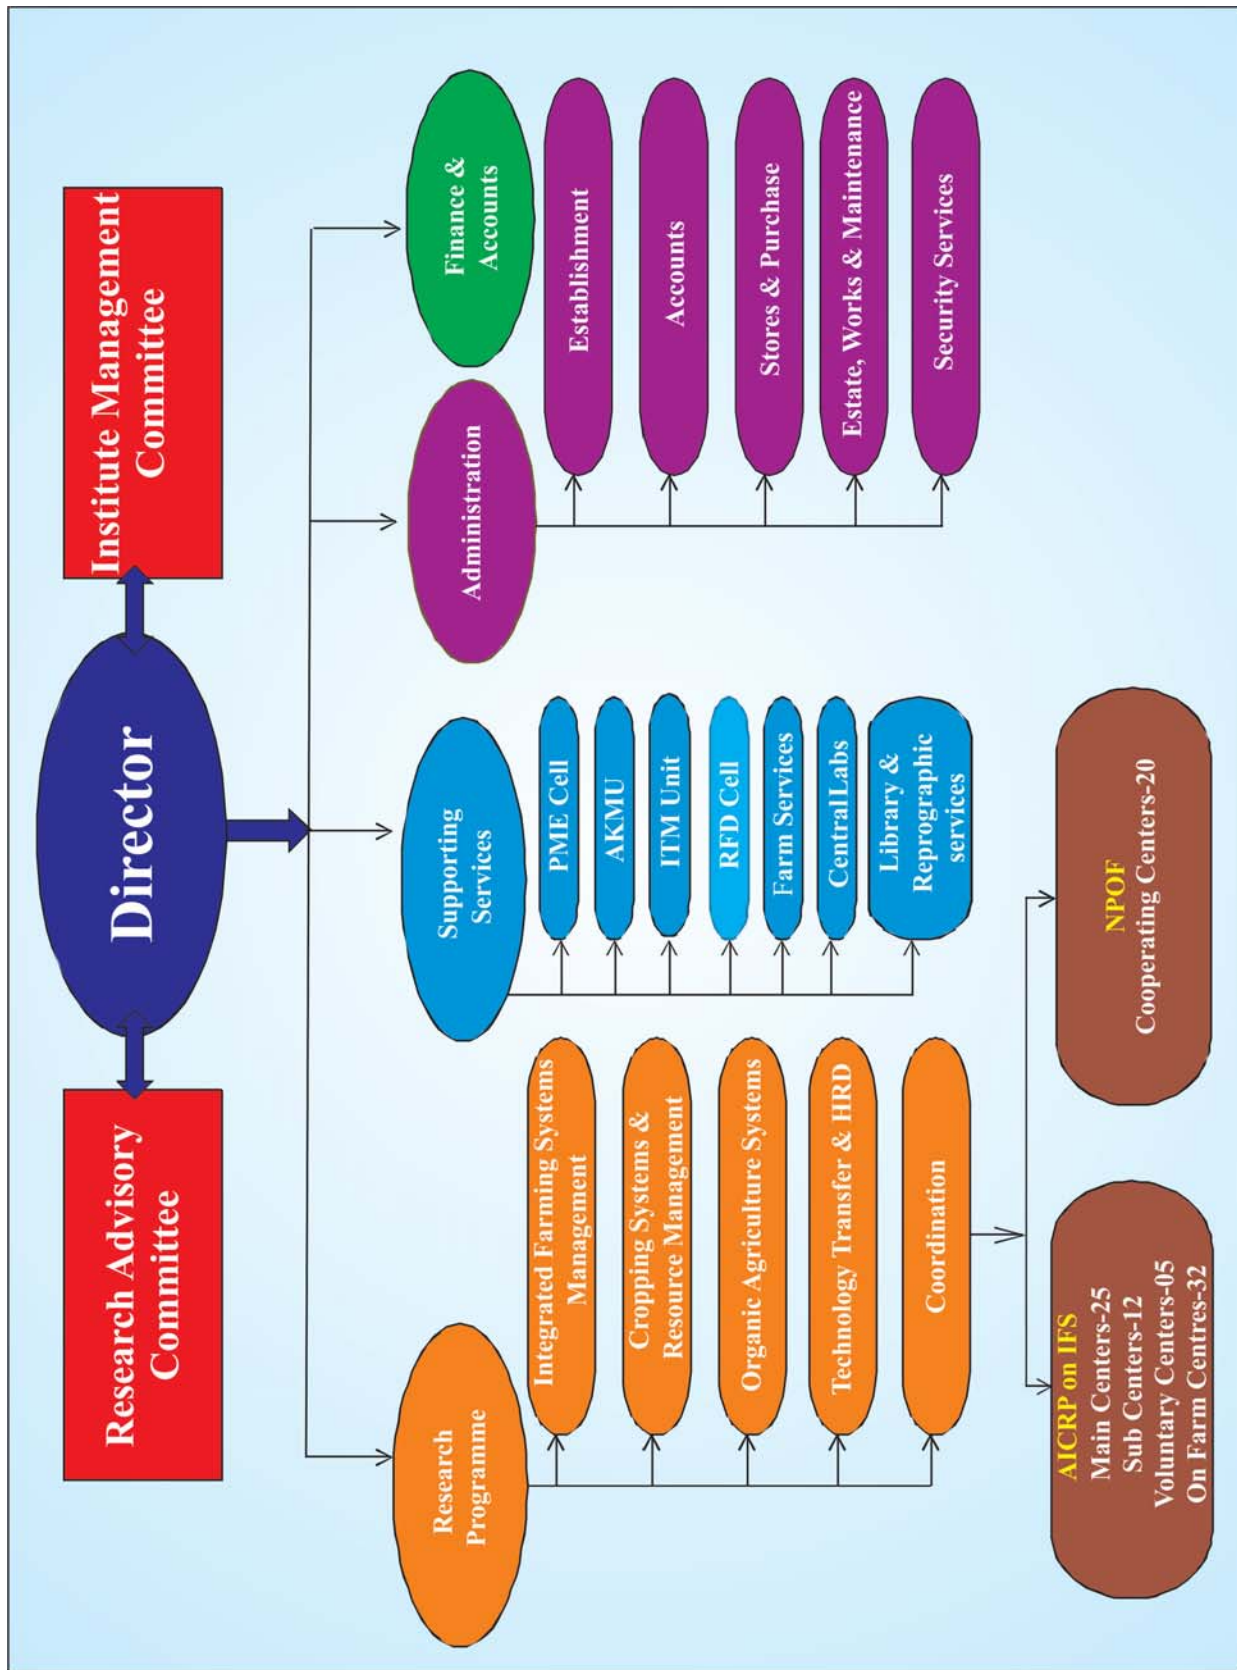 Research Advisory
Committee
Director
Institute Management
Committee
Research
Programme
Integrated Farming Systems
Management
Cropping Systems &
Resource Management
Organic Agriculture Systems
Technology Transfer & HRD
Coordination
AICRP on IFS
Main Centers-25
Sub Centers-12
Voluntary Centers-05
On Farm Centres-32
NPOF
Cooperating Centers-20
Supporting
Services
PME Cell
AKMU
ITM Unit
RFD Cell
Farm Services
Central Labs
Library &
Reprographic
services
Administration
Establishment
Accounts
Stores & Purchase
Estate, Works & Maintenance
Security Services
Finance &
Accounts